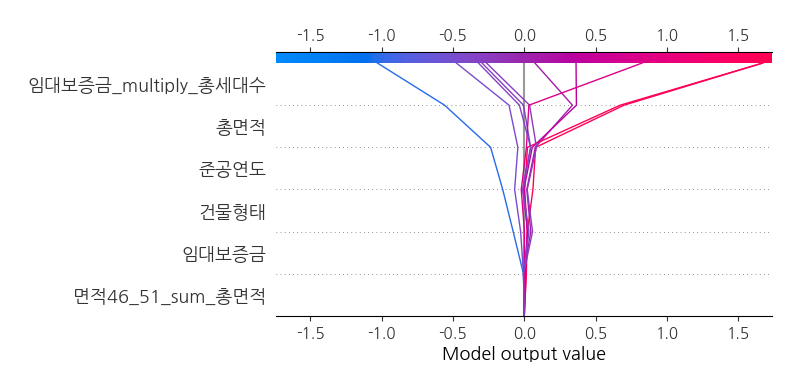 -1.5 -1.0 -0.5 0.0 0.5 1.0 1.5
임대보증금_multiply_총세대수
총면적
준공연도
건물형태
임대보증금
면적46_51_sum_총면적
-1.5 -1.0 -0.5 0.0 0.5 1.0 1.5
Model output value